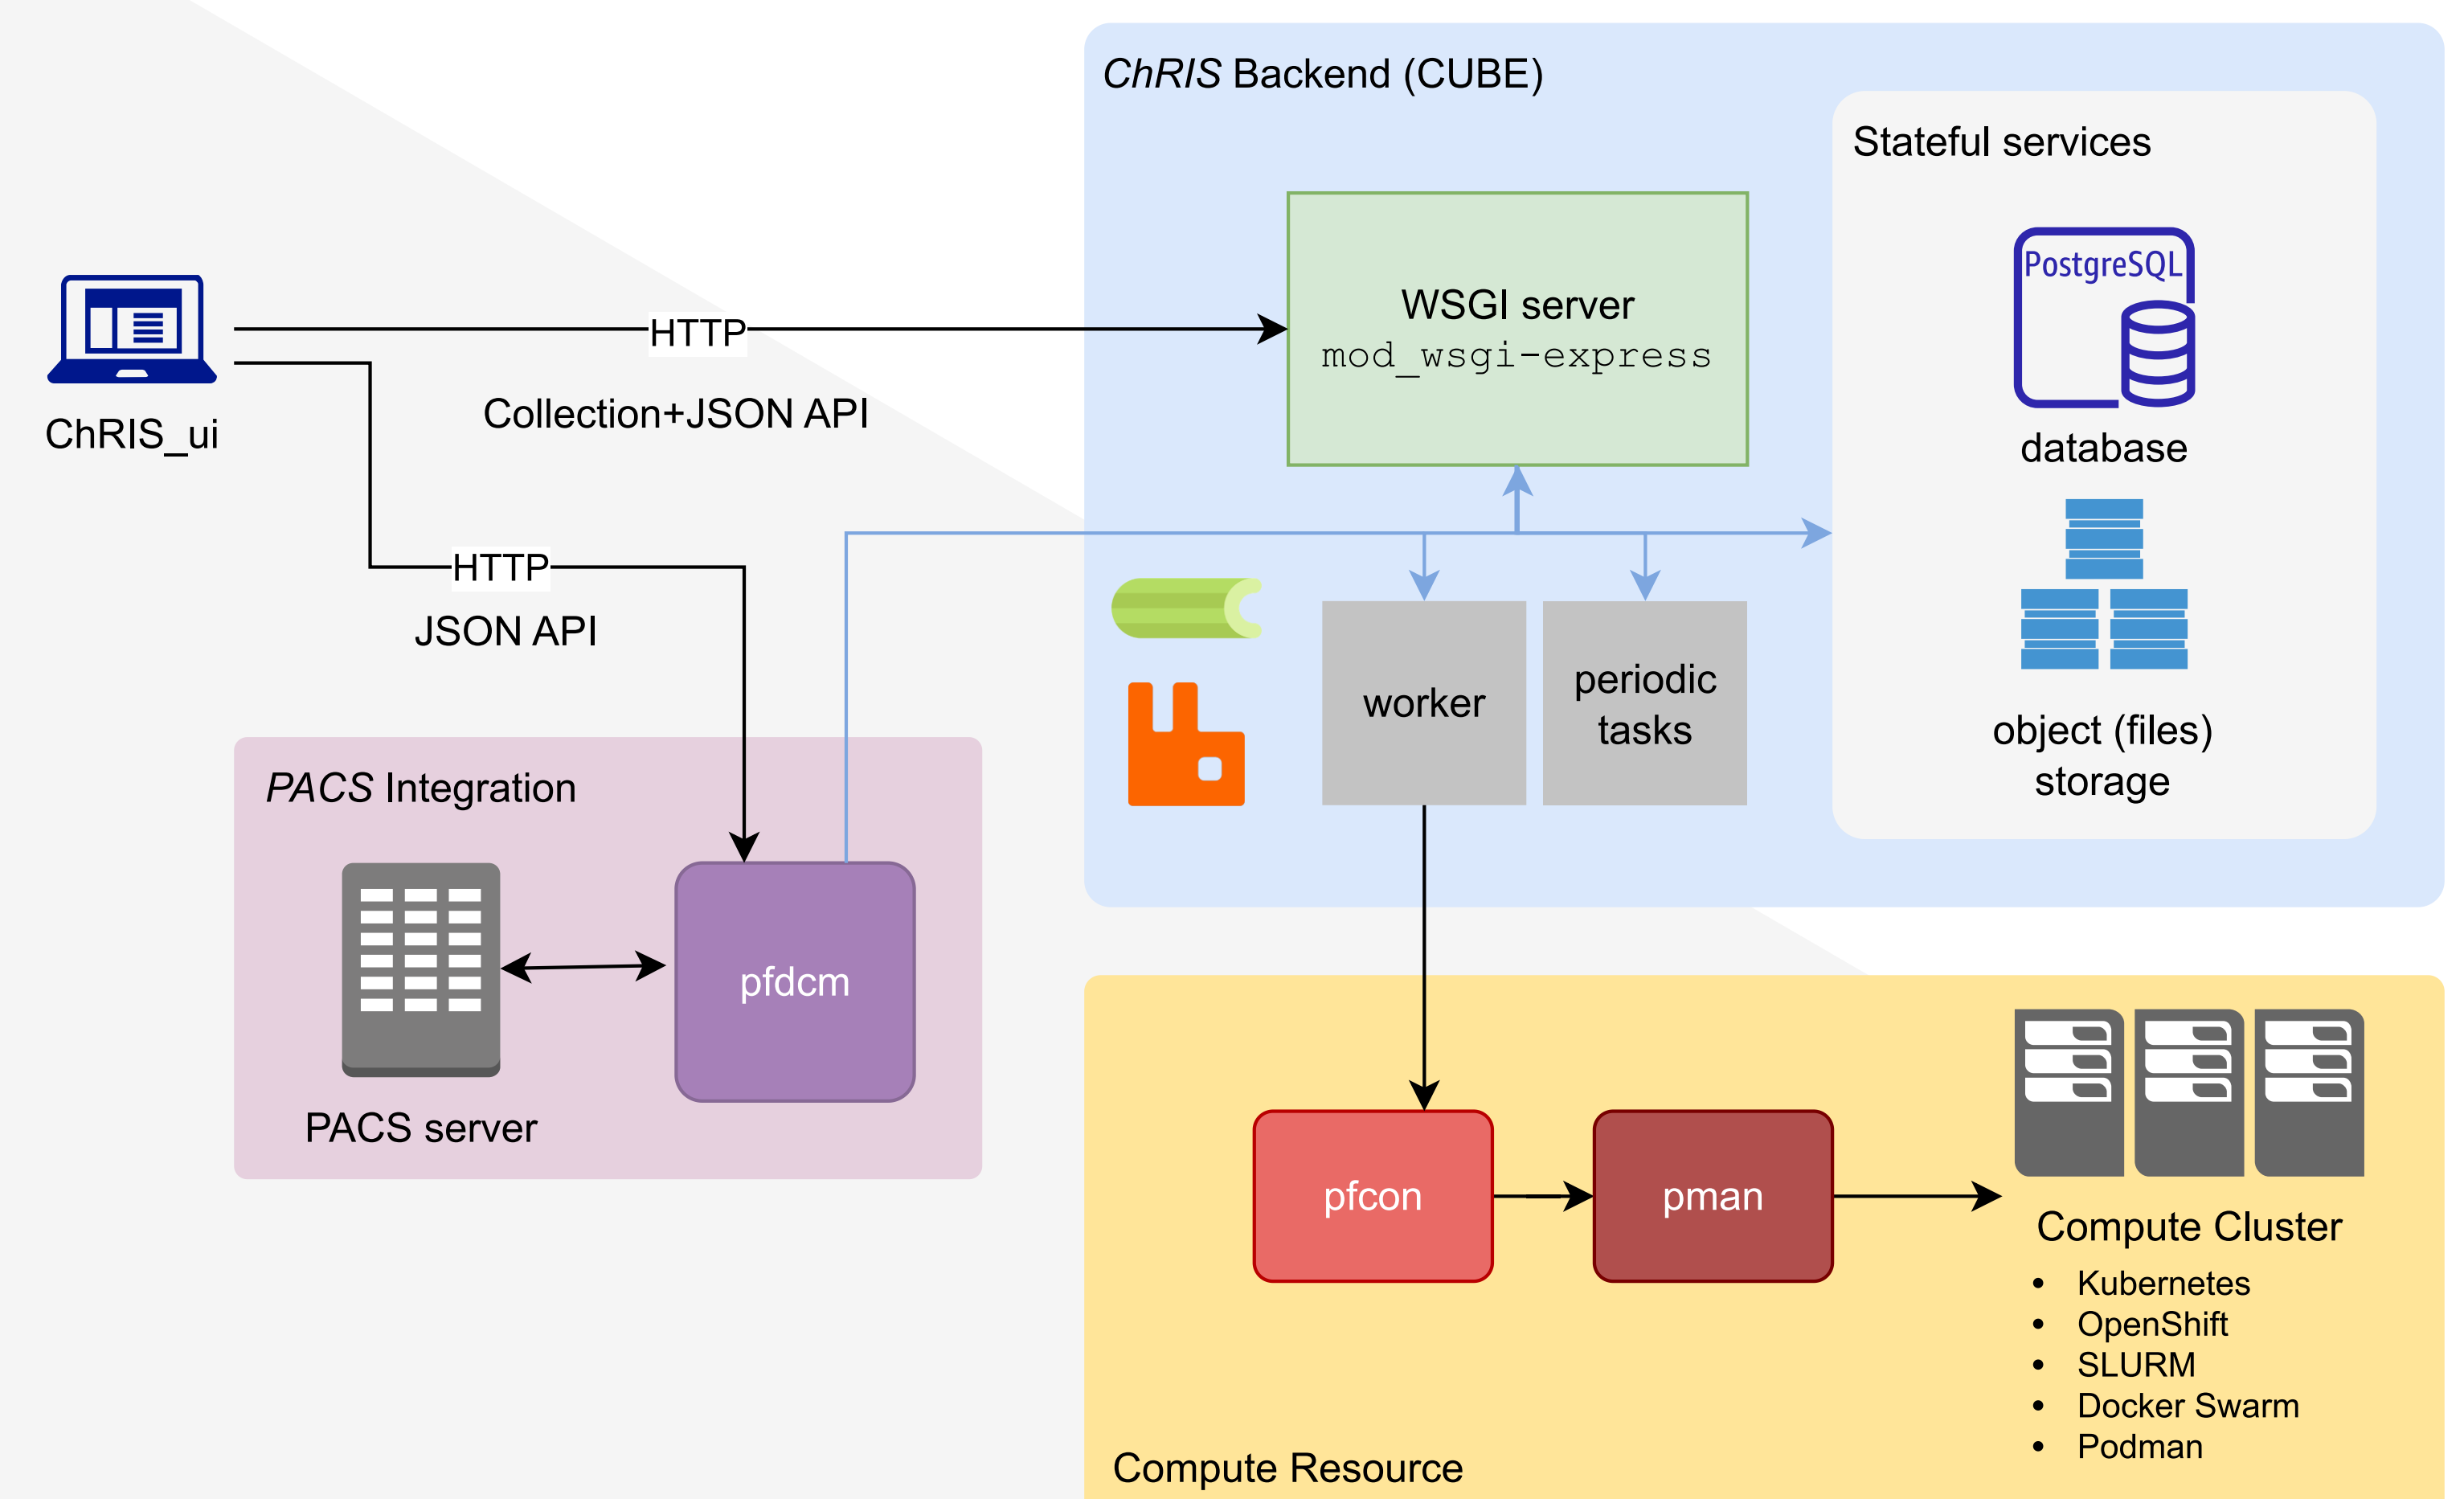 ChRIS Backend (CUBE)
Stateful services
PostgreSQL
database
object (files)
storage
WSGI server
mod_wsgi-express
ChRIS_ui
HTTP
Collection+JSON API
HTTP
JSON API
worker
periodic
tasks
PACS Integration
PACS server
pfdcm
pfcon
pman
Compute Cluster
• Kubernetes
• OpenShift
• SLURM
• Docker Swarm
• Podman
Compute Resource